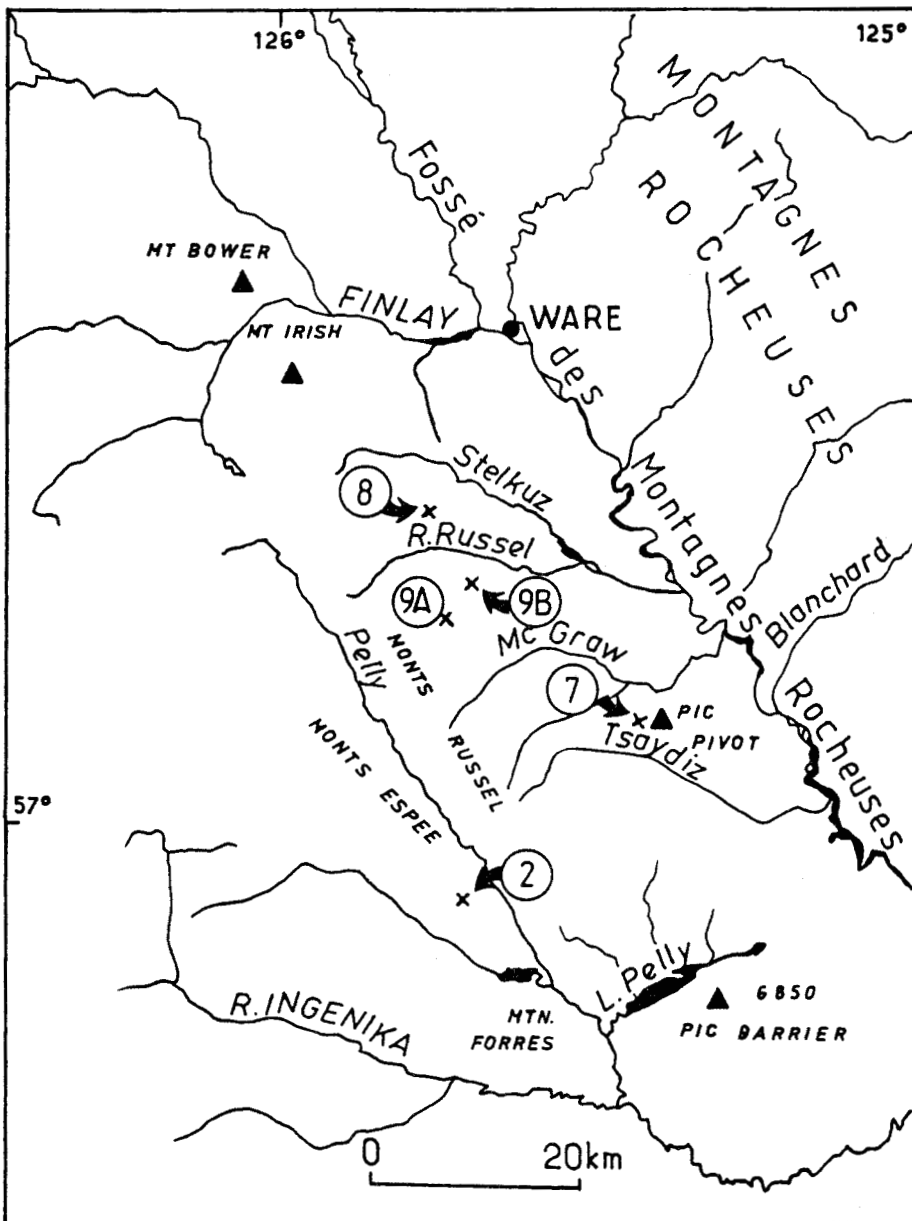 126°
125°
MONTAGNES
ROCHEUSES
Fossé
des
Montagnes
Rocheuses
MT BOWER
FINLAY
WARE
MT IRISH
Stelkuz
8
R. Russel
9A
9B
Mc Graw
Blanchard
Pelly
NONTS
RUSSEL
7
PIC
PIVOT
Tsaydiz
NONTS ESPEE
57°
2
L. Pelly
6850
PIC BARRIER
R. INGENIKA
MTN.
FORRES
0 20km